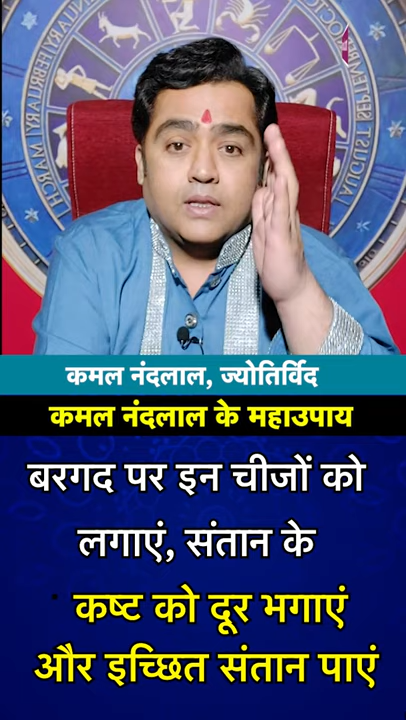 कमल नंदलाल, ज्योतिर्विद
कमल नंदलाल के महाउपाय
बरगद पर इन चीजों को
लगाएं, संतान के
कष्ट को दूर भगाएं
और इच्छित संतान पाएं